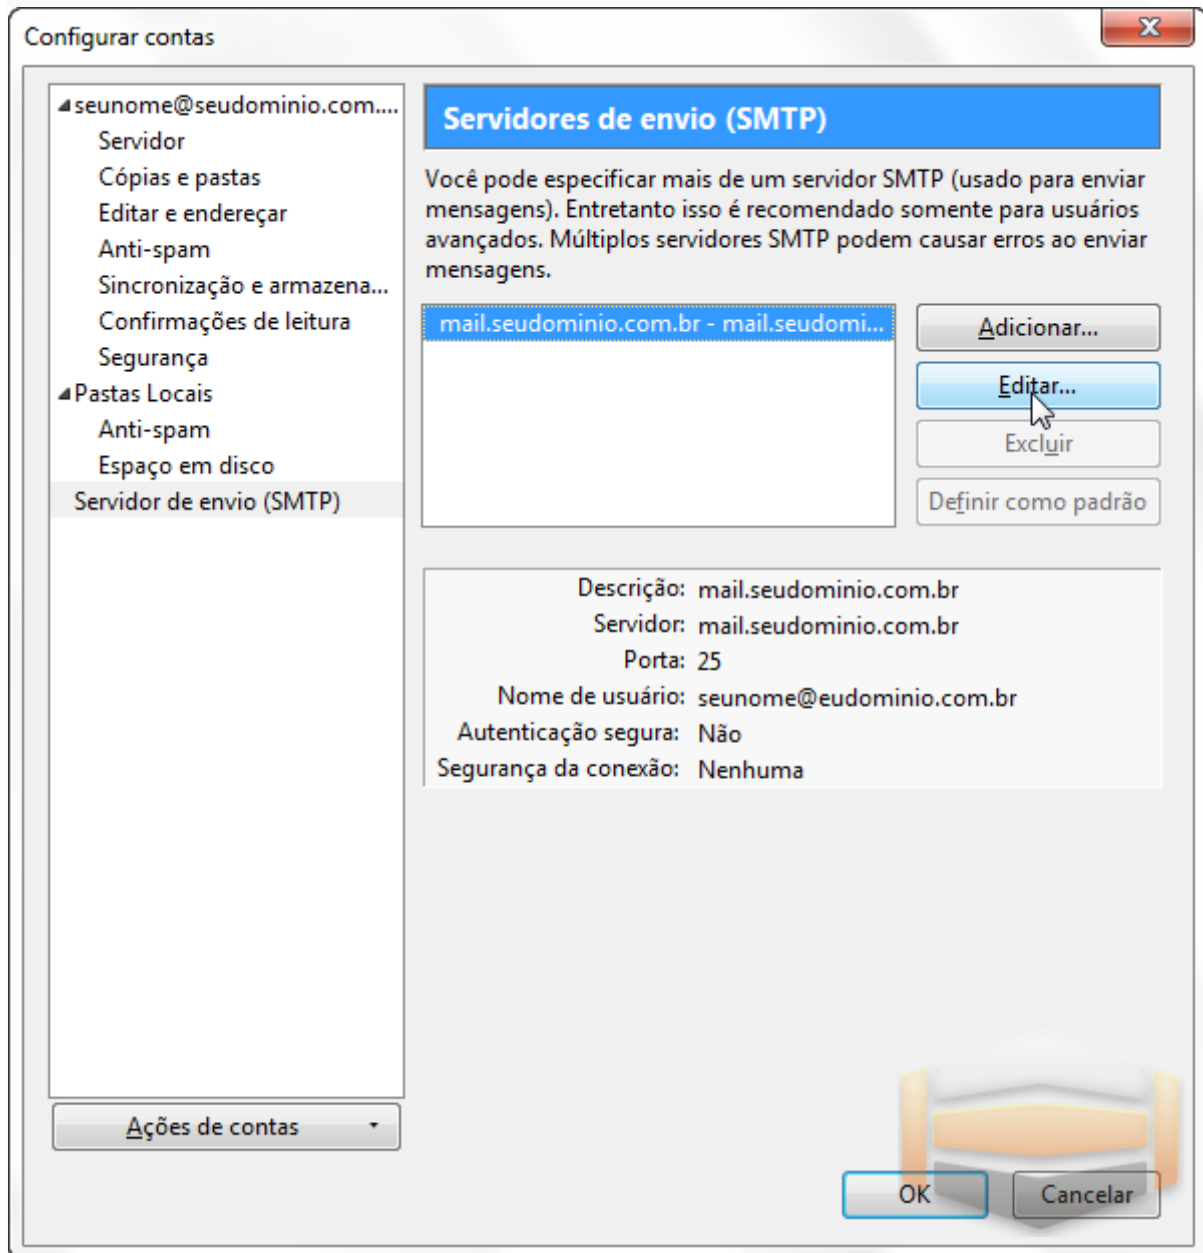 Configurar contas
seunome@seudominio.com....
Servidor
Cópias e pastas
Editar e endereçar
Anti-spam
Sincronização e armazena...
Confirmações de leitura
Segurança
Pastas Locais
Anti-spam
Espaço em disco
Servidor de envio (SMTP)
Ações de contas
Servidores de envio (SMTP)
Você pode especificar mais de um servidor SMTP (usado para enviar
mensagens). Entretanto isso é recomendado somente para usuários
avançados. Múltiplos servidores SMTP podem causar erros ao enviar
mensagens.
mail.seudominio.com.br - mail.seudomi...
Adicionar...
Editar...
Excluir
Definir como padrão
Descrição: mail.seudominio.com.br
Servidor: mail.seudominio.com.br
Porta: 25
Nome de usuário: seunome@eudominio.com.br
Autenticação segura: Não
Segurança da conexão: Nenhuma
OK
Cancelar